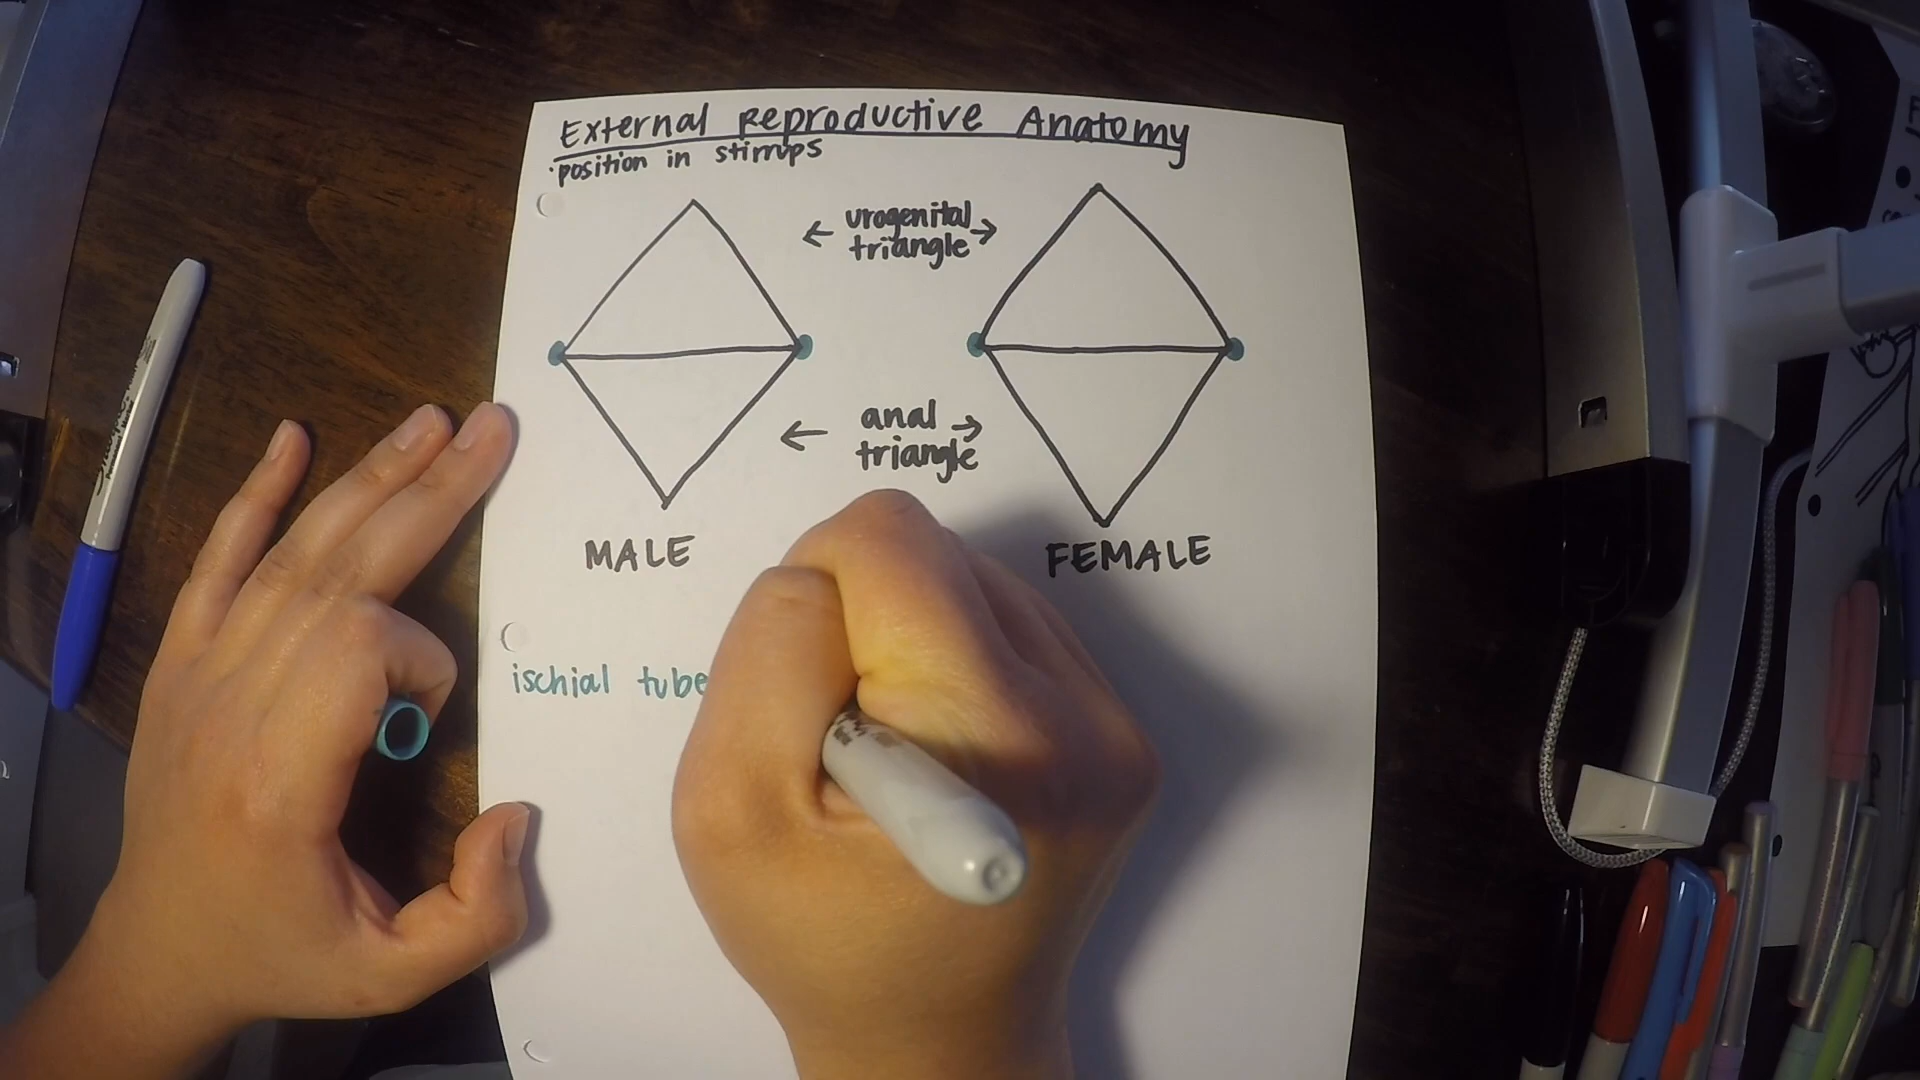 External Reproductive Anatomy
·position in stirrups
← urogenital →
triangle
← anal →
triangle
MALE
FEMALE
ischial tube